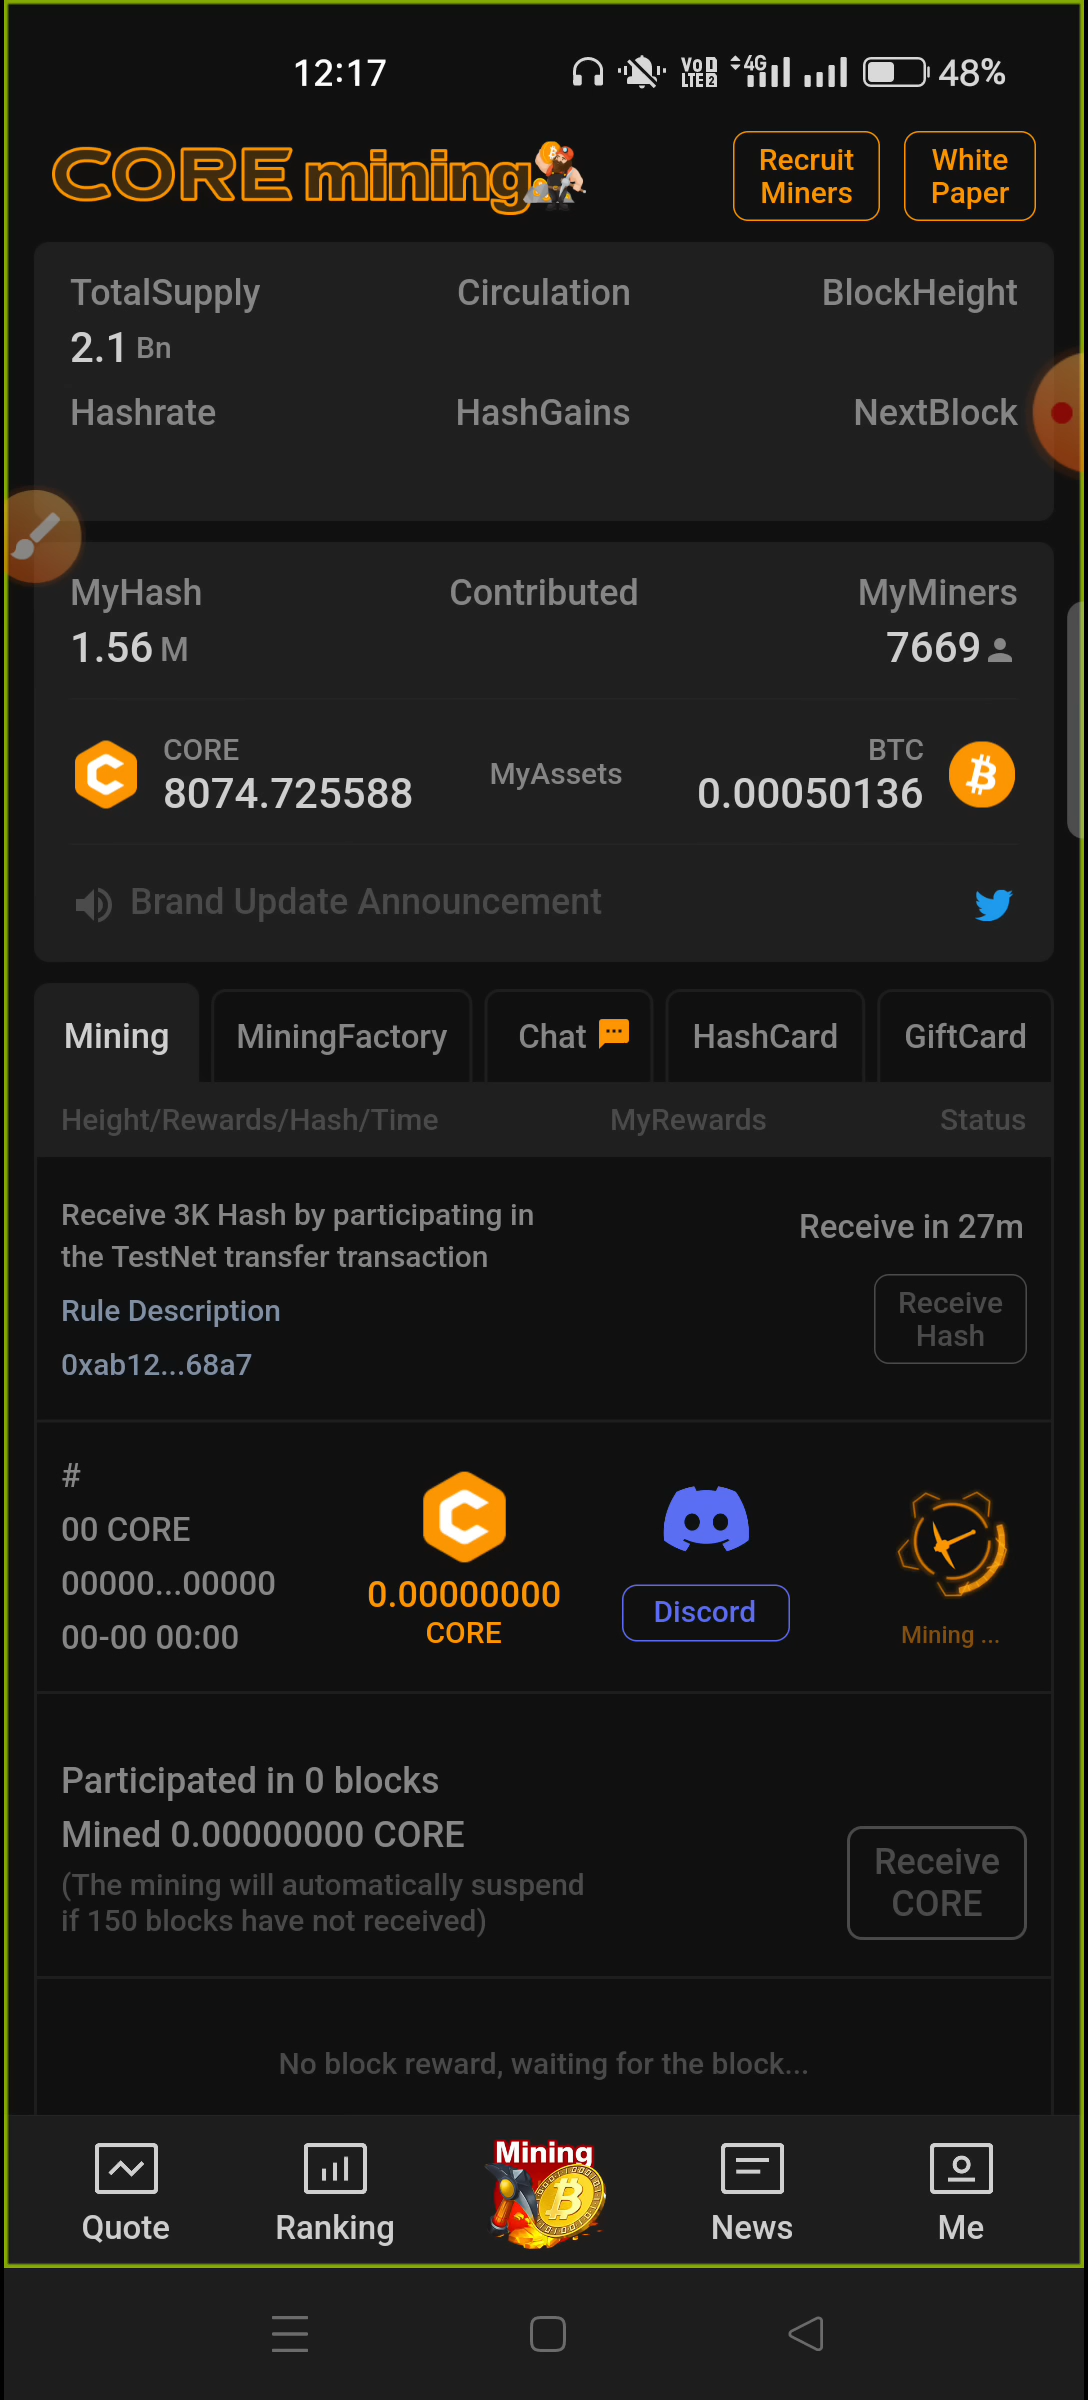 12:17
VoD LTE2 4G 48%
CORE mining
Recruit Miners
White Paper
TotalSupply Circulation BlockHeight
2.1 Bn
Hashrate HashGains NextBlock
MyHash Contributed MyMiners
1.56 M 7669
CORE
8074.725588
MyAssets
BTC
0.00050136
Brand Update Announcement
Mining MiningFactory Chat HashCard GiftCard
Height/Rewards/Hash/Time MyRewards Status
Receive 3K Hash by participating in
the TestNet transfer transaction
Rule Description
0xab12...68a7
Receive in 27m
Receive
Hash
#
00 CORE
00000...00000
00-00 00:00
0.00000000
CORE
Discord
Mining ...
Participated in 0 blocks
Mined 0.00000000 CORE
(The mining will automatically suspend
if 150 blocks have not received)
Receive
CORE
No block reward, waiting for the block...
Mining
Quote Ranking News Me